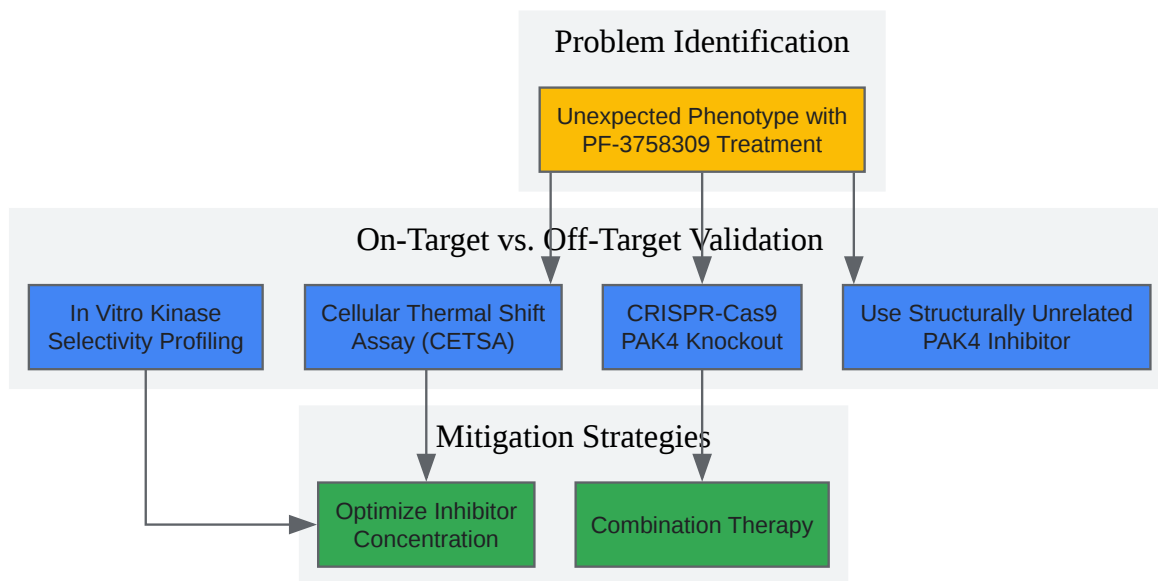 Problem Identification
Unexpected Phenotype with
PF-3758309 Treatment
On-Target vs. Off-Target Validation
In Vitro Kinase
Selectivity Profiling
Cellular Thermal Shift
Assay (CETSA)
CRISPR-Cas9
PAK4 Knockout
Use Structurally Unrelated
PAK4 Inhibitor
Mitigation Strategies
Optimize Inhibitor
Concentration
Combination Therapy